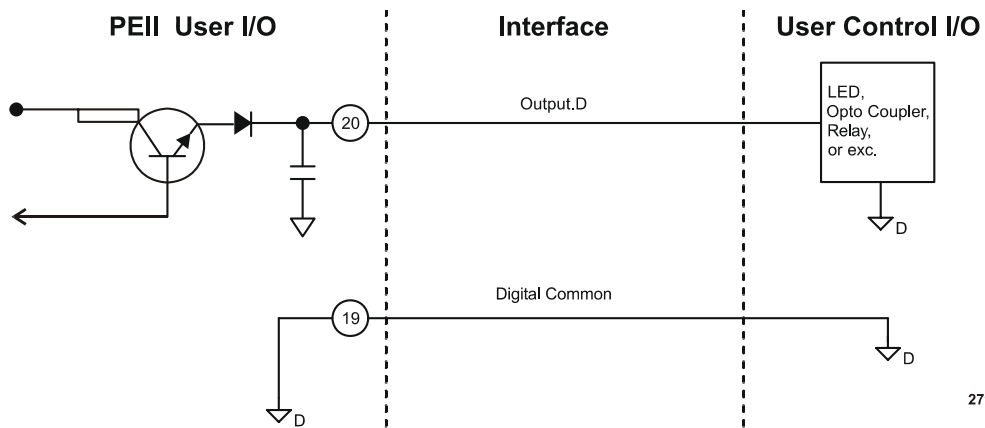 PEII User I/O
Interface
User Control I/O
Output.D
20
LED,
Opto Coupler,
Relay,
or exc.
D
Digital Common
19
D
D
27